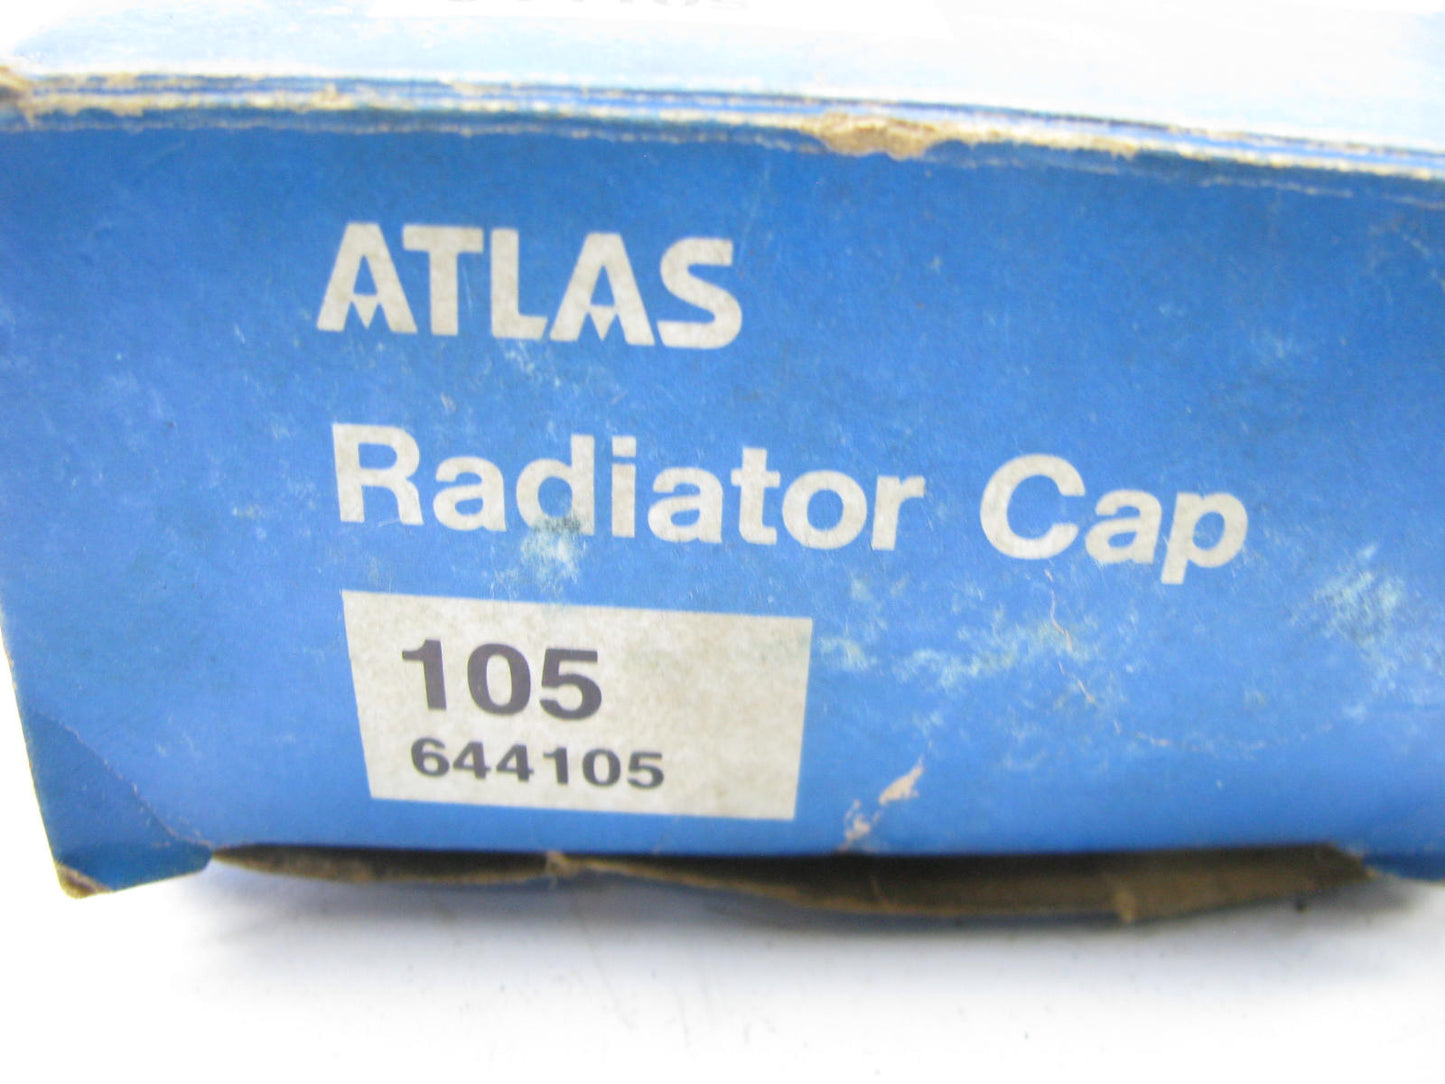 ATLAS
Radiator Cap
105
644105